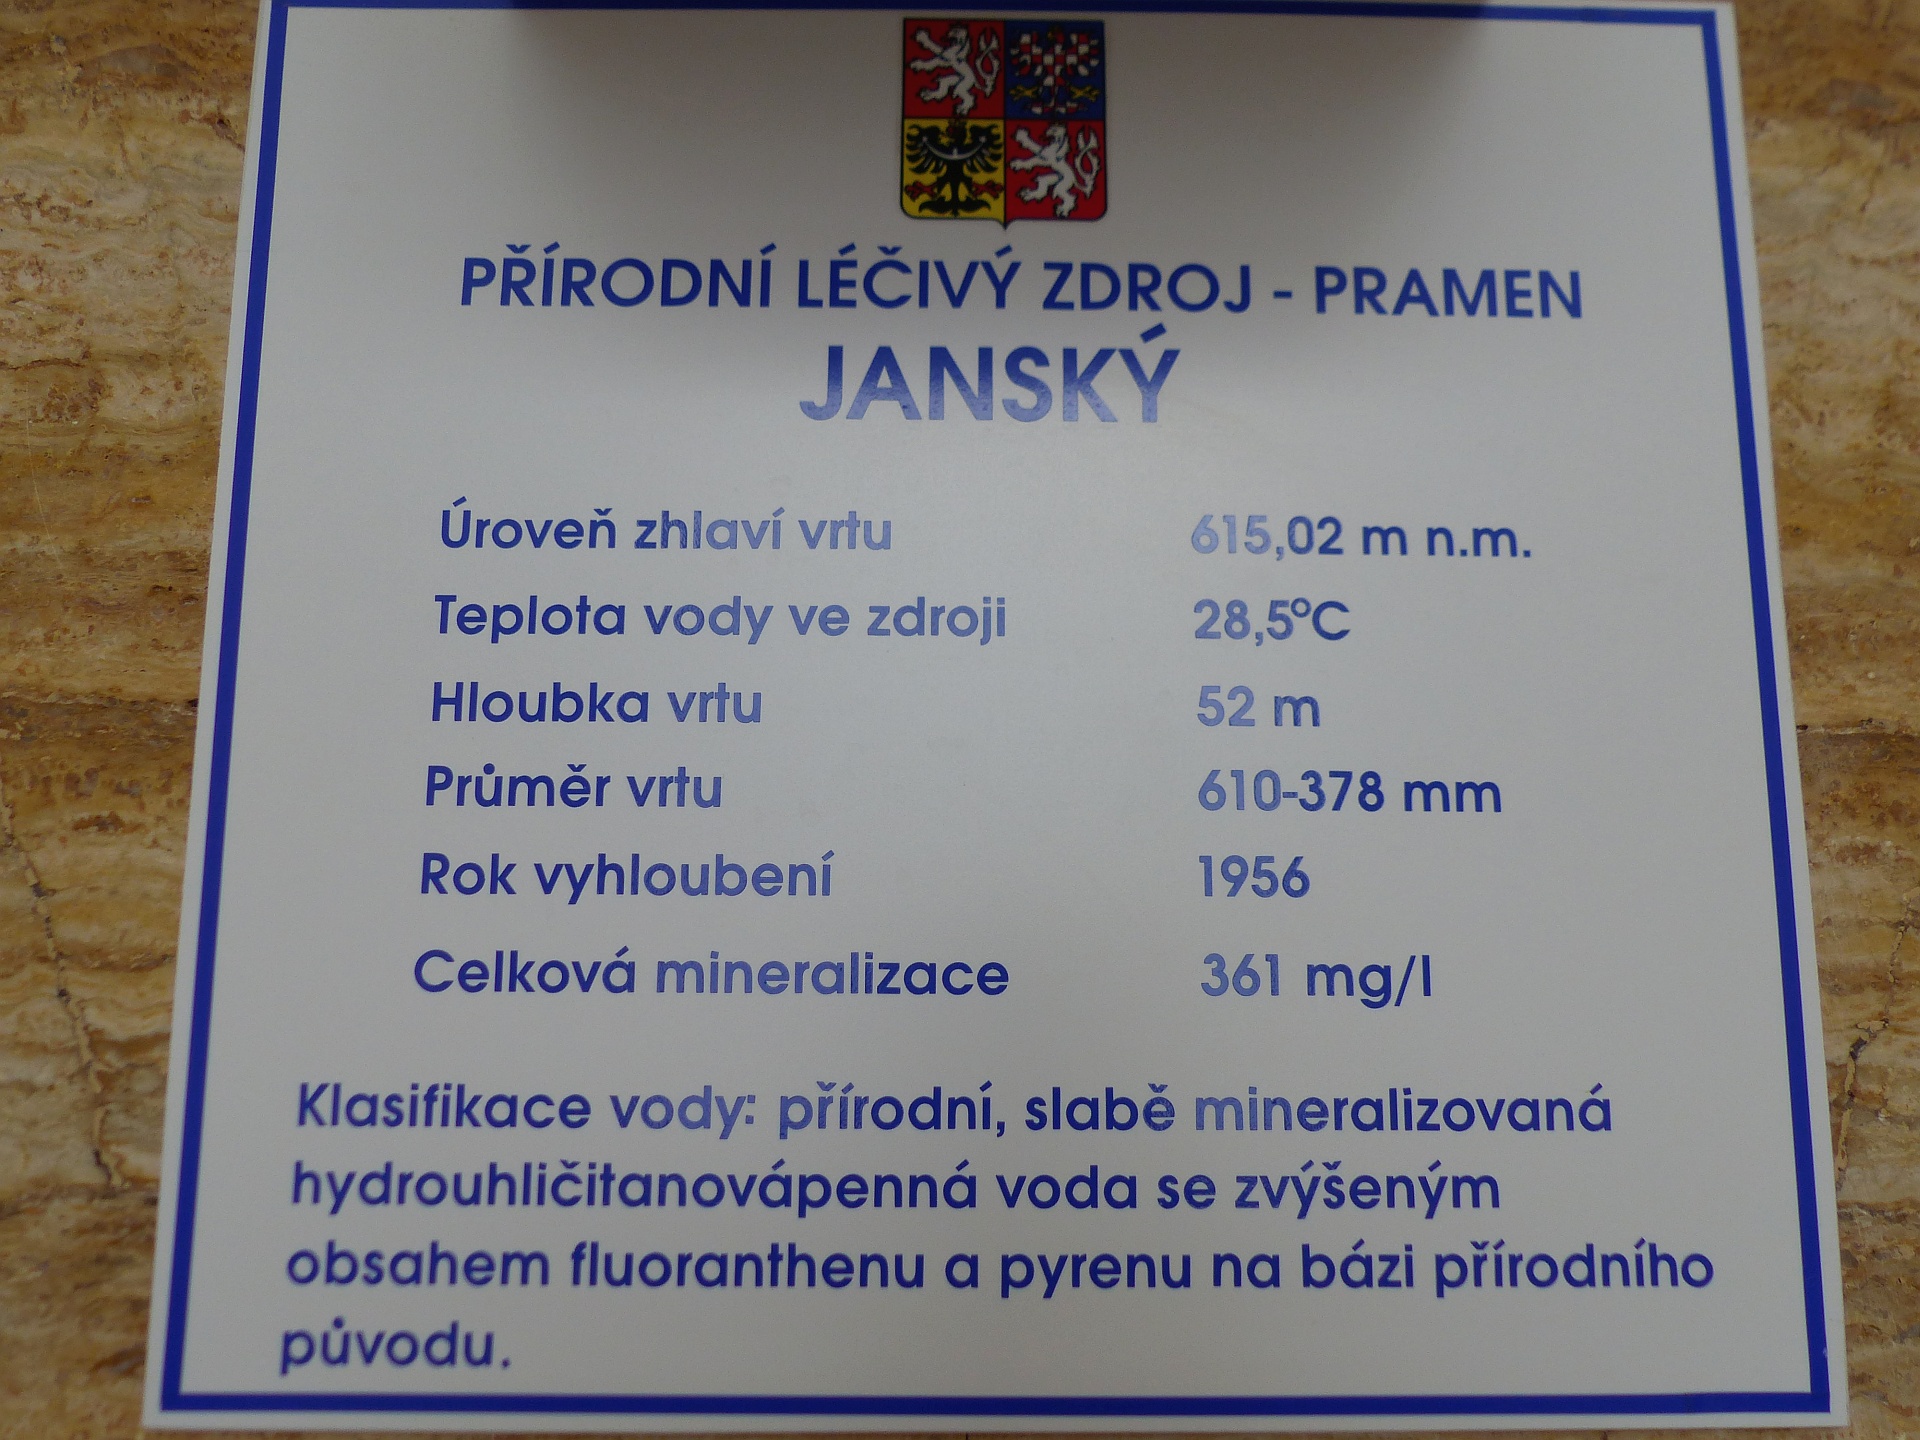 PŘÍRODNÍ LÉČIVÝ ZDROJ - PRAMEN
JANSKÝ
Úroveň zhlaví vrtu 615,02 m n.m.
Teplota vody ve zdroji 28,5°C
Hloubka vrtu 52 m
Průměr vrtu 610-378 mm
Rok vyhloubení 1956
Celková mineralizace 361 mg/l
Klasifikace vody: přírodní, slabě mineralizovaná
hydrouhličitanovápenná voda se zvýšeným
obsahem fluoranthenu a pyrenu na bázi přírodního
původu.